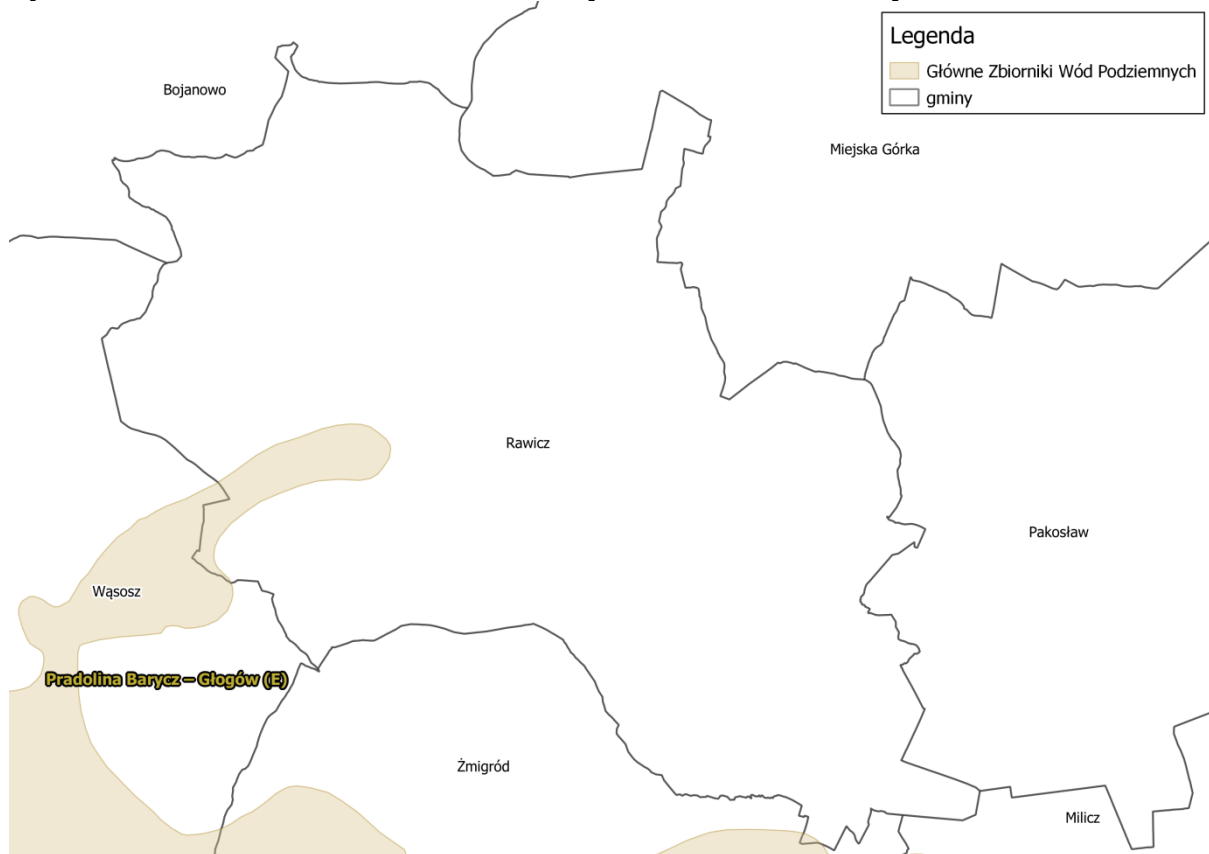 Legenda
Główne Zbiorniki Wód Podziemnych
gminy
Bojanowo
Miejska Górka
Rawicz
Pakosław
Wąsosz
Pradolina Barycz – Głogów (E)
Żmigród
Milicz